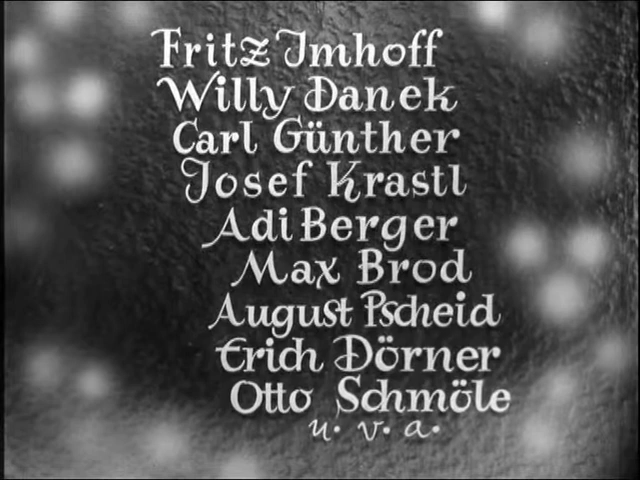 Fritz Imhoff
Willy Danek
Carl Günther
Josef Krastl
Adi Berger
Max Brod
August Pscheid
Erich Dörner
Otto Schmöle
u. v. a.